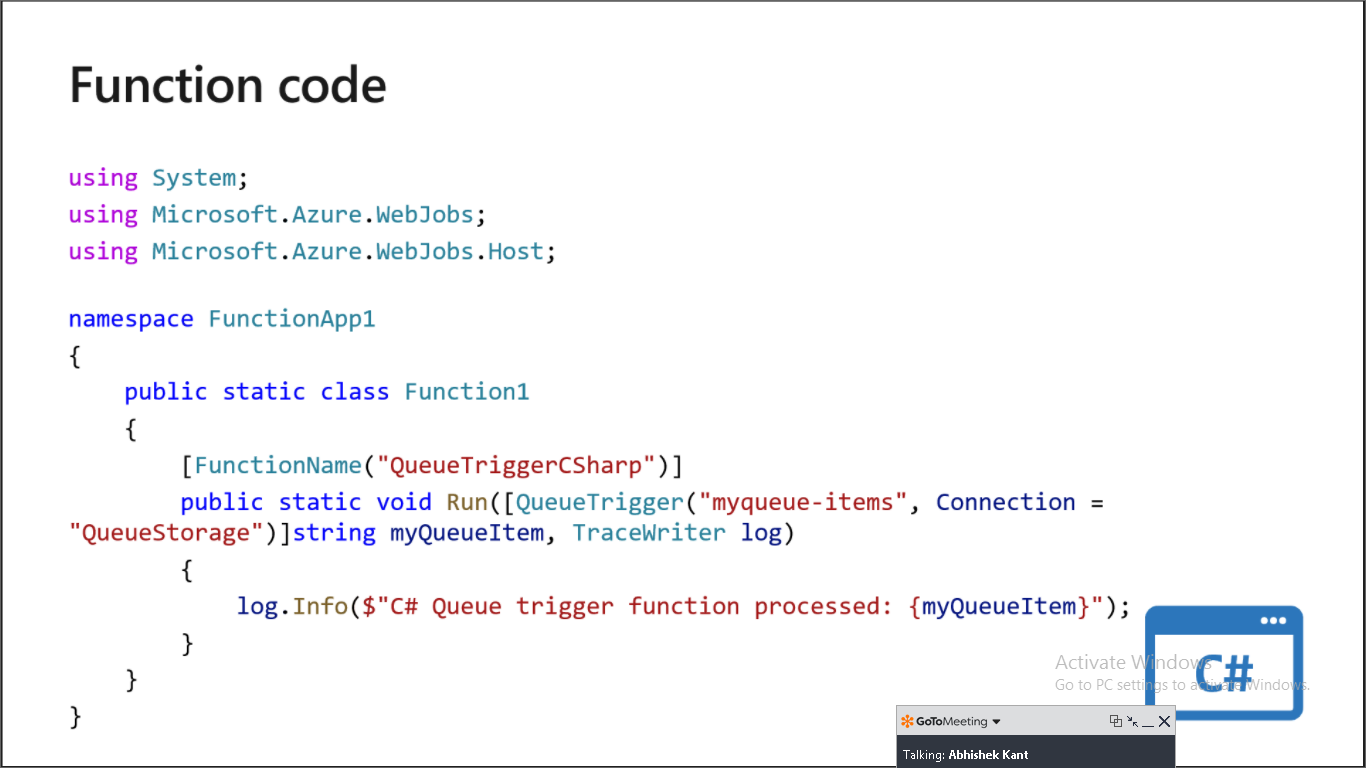 Function code
using System;
using Microsoft.Azure.WebJobs;
using Microsoft.Azure.WebJobs.Host;
namespace FunctionApp1
{
    public static class Function1
    {
        [FunctionName("QueueTriggerCSharp")]
        public static void Run([QueueTrigger("myqueue-items", Connection =
"QueueStorage")]string myQueueItem, TraceWriter log)
        {
            log.Info($"C# Queue trigger function processed: {myQueueItem}");
        }
    }
}
C#
Activate Windows
Go to PC settings to activate Windows.
GoToMeeting
Talking: Abhishek Kant